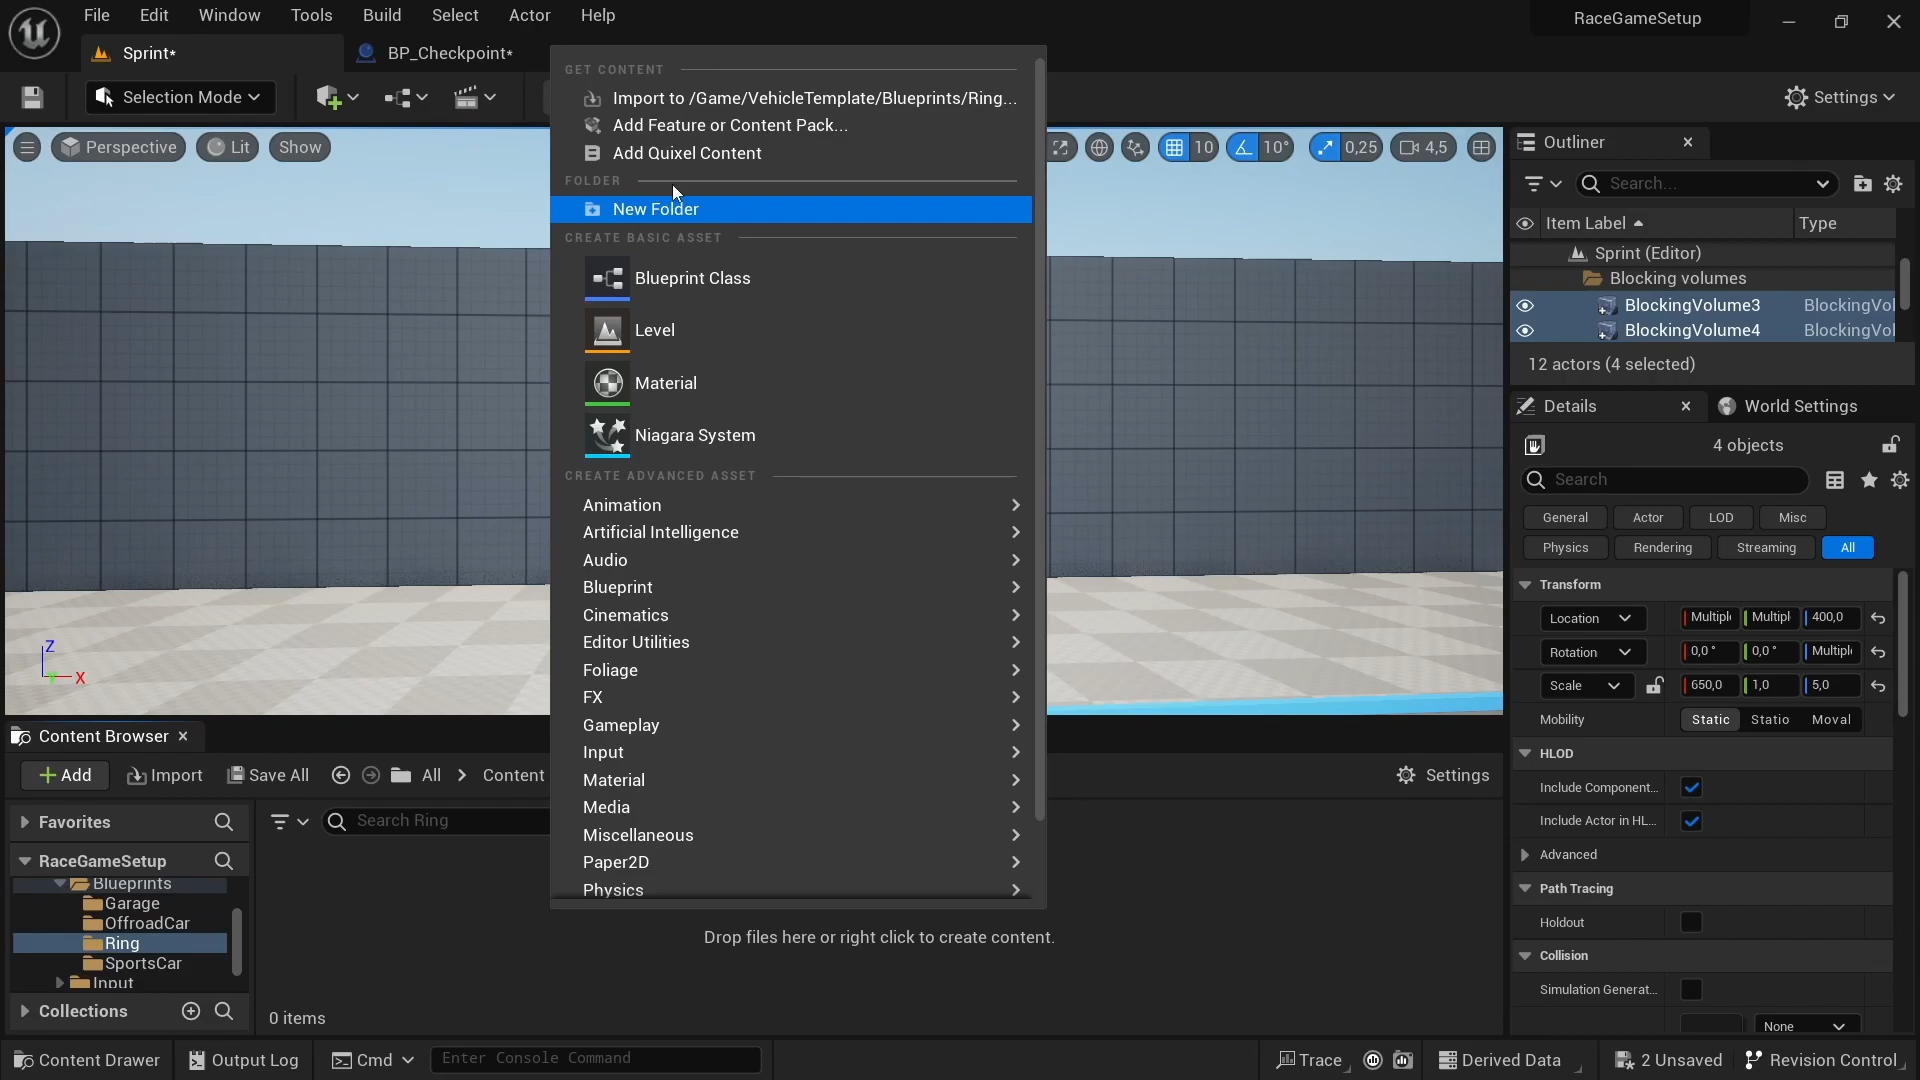 File Edit Window Tools Build Select Actor Help
RaceGameSetup
Sprint*
BP_Checkpoint*
Selection Mode
Settings
Perspective
Lit
Show
10
10°
0,25
4,5
GET CONTENT
Import to /Game/VehicleTemplate/Blueprints/Ring...
Add Feature or Content Pack...
Add Quixel Content
FOLDER
New Folder
CREATE BASIC ASSET
Blueprint Class
Level
Material
Niagara System
CREATE ADVANCED ASSET
Animation
Artificial Intelligence
Audio
Blueprint
Cinematics
Editor Utilities
Foliage
FX
Gameplay
Input
Material
Media
Miscellaneous
Paper2D
Physics
Z
Y
X
Outliner
Search...
Item Label
Type
Sprint (Editor)
Blocking volumes
BlockingVolume3 BlockingVol
BlockingVolume4 BlockingVol
12 actors (4 selected)
Details
World Settings
4 objects
Search
General Actor LOD Misc
Physics Rendering Streaming All
Transform
Location Multiple Multipl 400,0
Rotation 0,0 ° 0,0 ° Multiple
Scale 650,0 1,0 5,0
Mobility Static Statio Moval
HLOD
Include Component...
Include Actor in HL...
Advanced
Path Tracing
Holdout
Collision
Simulation Generat...
None
Content Browser
Add
Import
Save All
All
Content
Settings
Favorites
Search Ring
RaceGameSetup
Blueprints
Garage
OffroadCar
Ring
SportsCar
Input
Collections
Drop files here or right click to create content.
0 items
Content Drawer
Output Log
Cmd
Enter Console Command
Trace
Derived Data
2 Unsaved
Revision Control